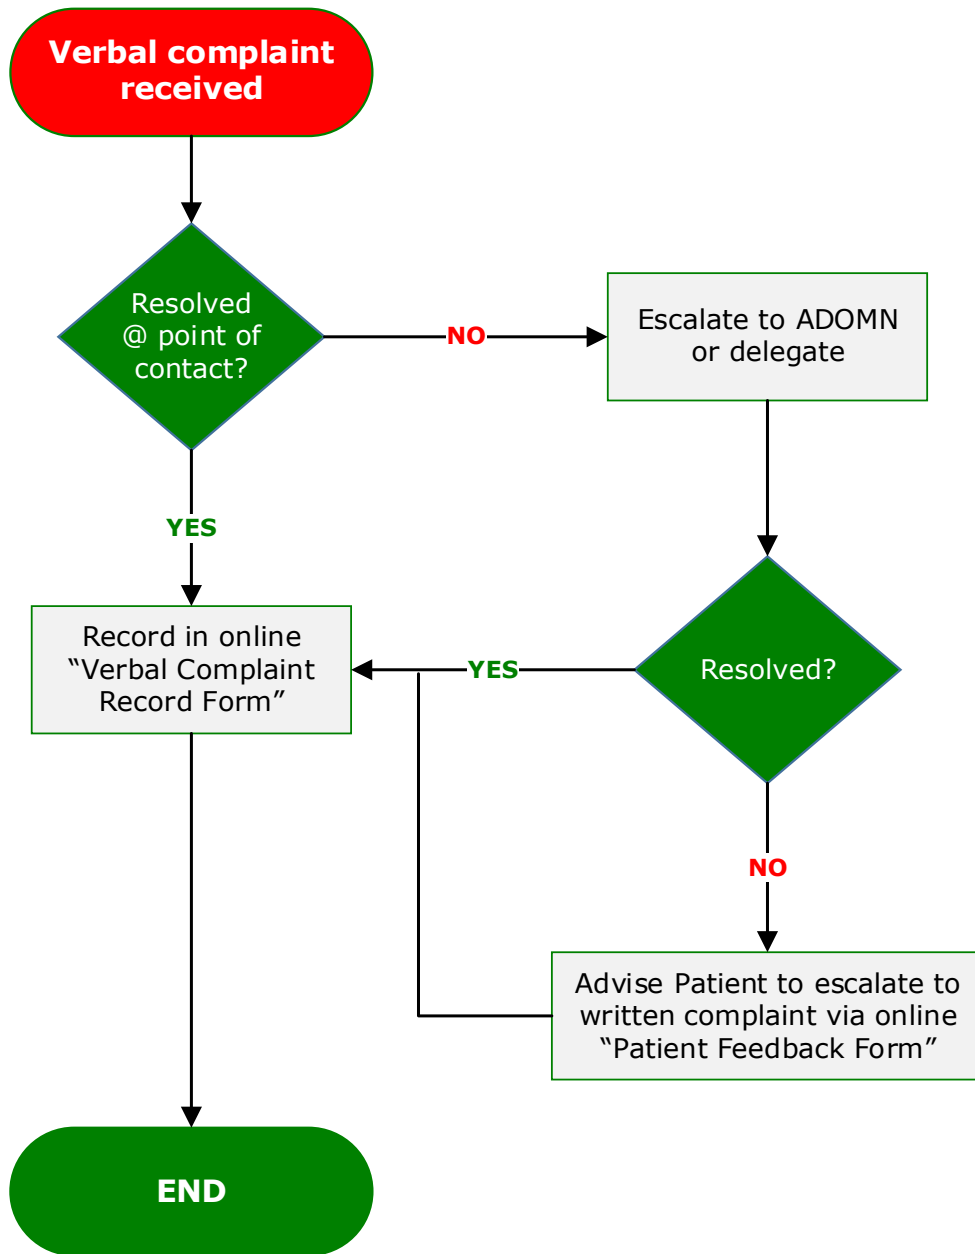 Verbal complaint
received
Resolved
@ point of
contact?
NO
Escalate to ADOMN
or delegate
YES
Record in online
“Verbal Complaint
Record Form”
YES
Resolved?
NO
Advise Patient to escalate to
written complaint via online
“Patient Feedback Form”
END